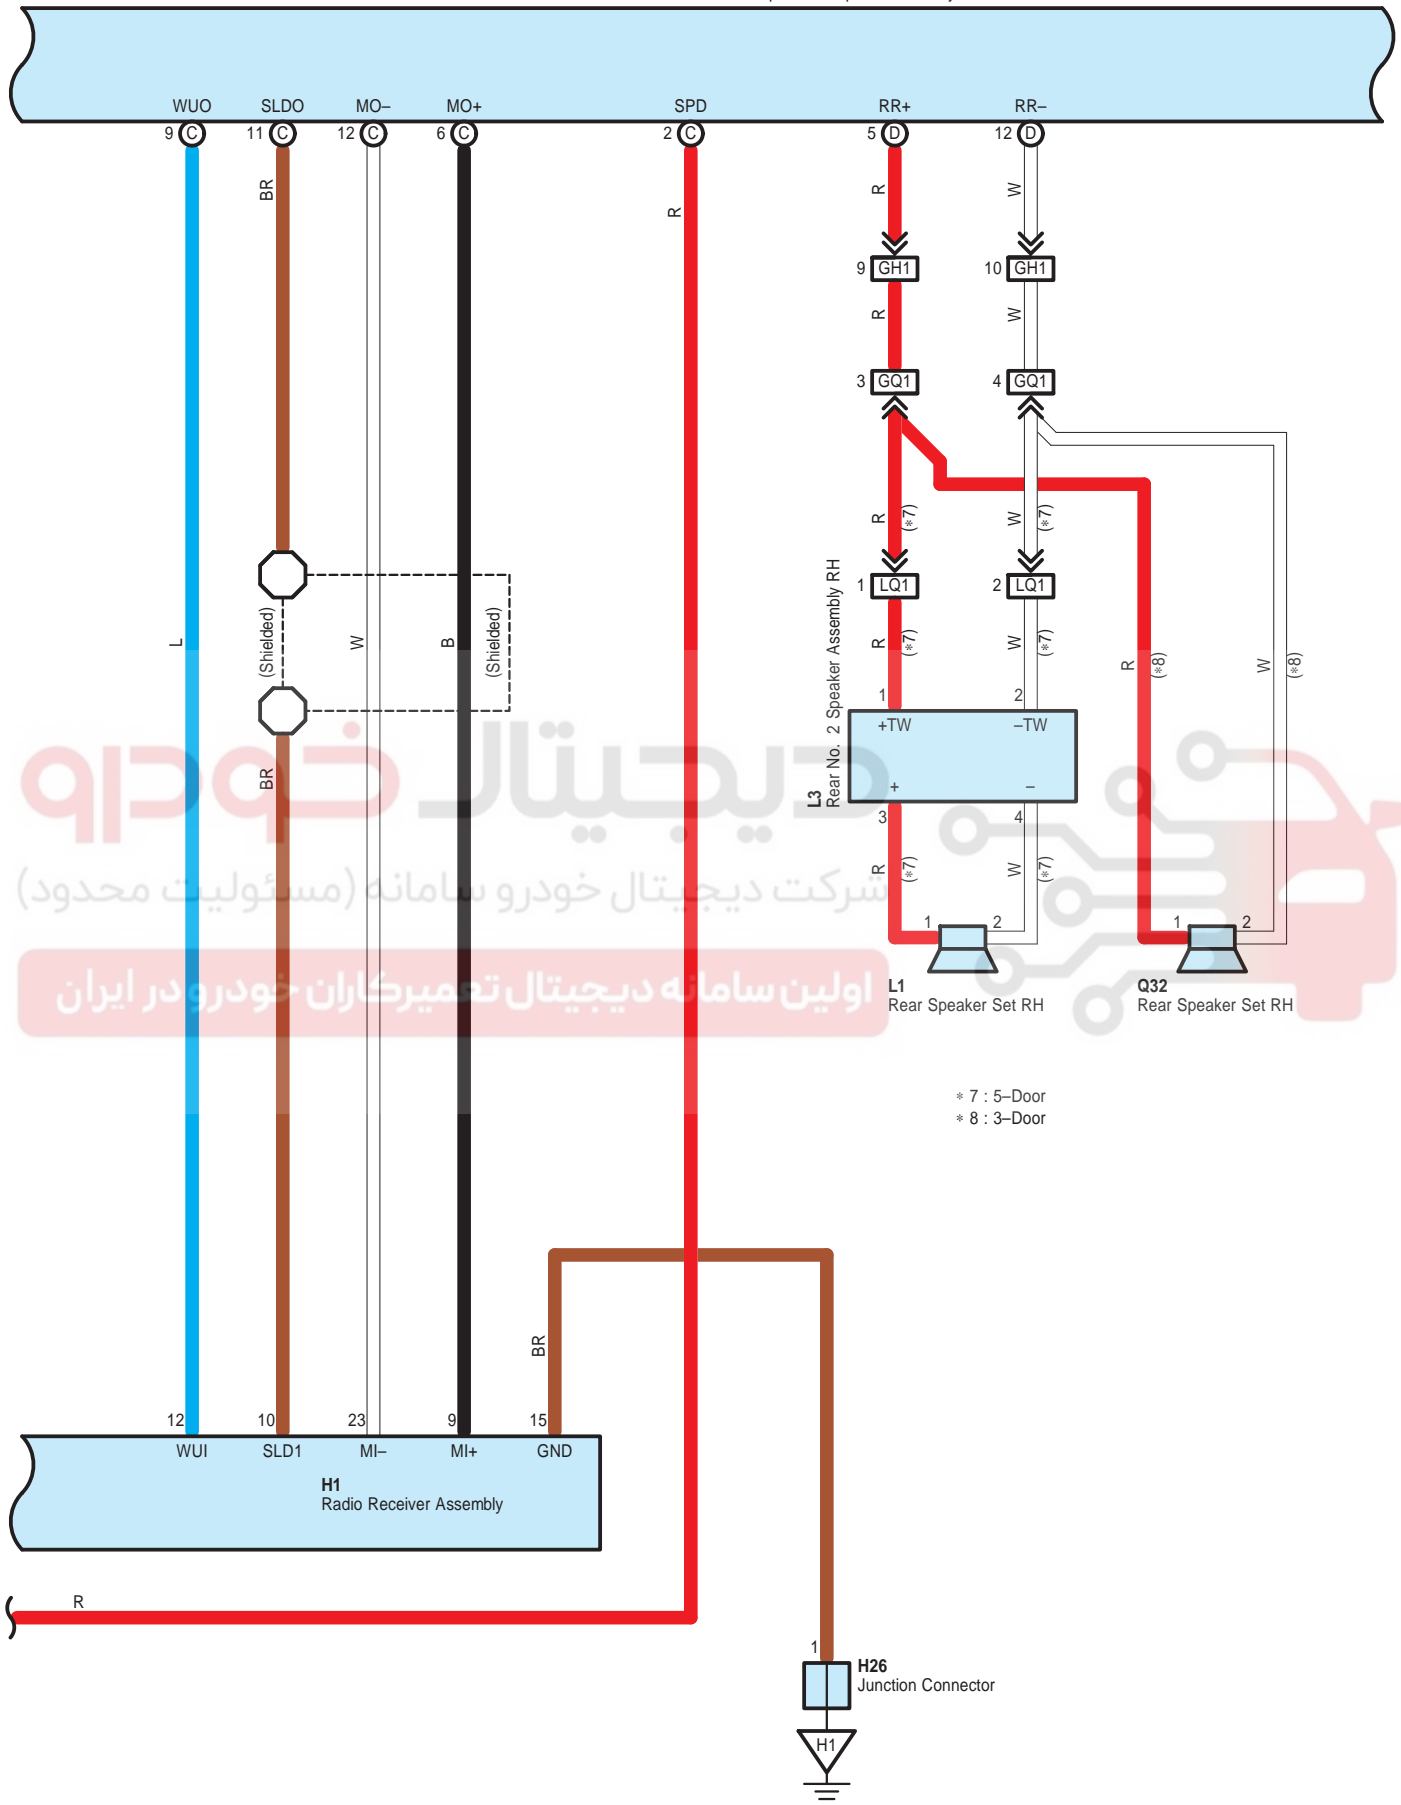 WUO SLDO MO– MO+ SPD RR+ RR–
9 C 11 C 12 C 6 C 2 C 5 D 12 D
BR R R W
9 GH1 10 GH1
R W
3 GQ1 4 GQ1
R (*7) W (*7)
1 LQ1 2 LQ1
L (Shielded) W B (Shielded) R (*7) W (*7) R (*8) W (*8)
1 2
+TW –TW
+ –
L3
Rear No. 2 Speaker Assembly RH
3 4
BR
دیجیتال خودرو
شرکت دیجیتال خودرو سامانه (مسئولیت محدود)
اولین سامانه دیجیتال تعمیرکاران خودرو در ایران
R (*7) W (*7)
1 2 1 2
L1
Rear Speaker Set RH
Q32
Rear Speaker Set RH
* 7 : 5–Door
* 8 : 3–Door
BR
12 10 23 9 15
WUI SLD1 MI– MI+ GND
H1
Radio Receiver Assembly
R
1
H26
Junction Connector
H1